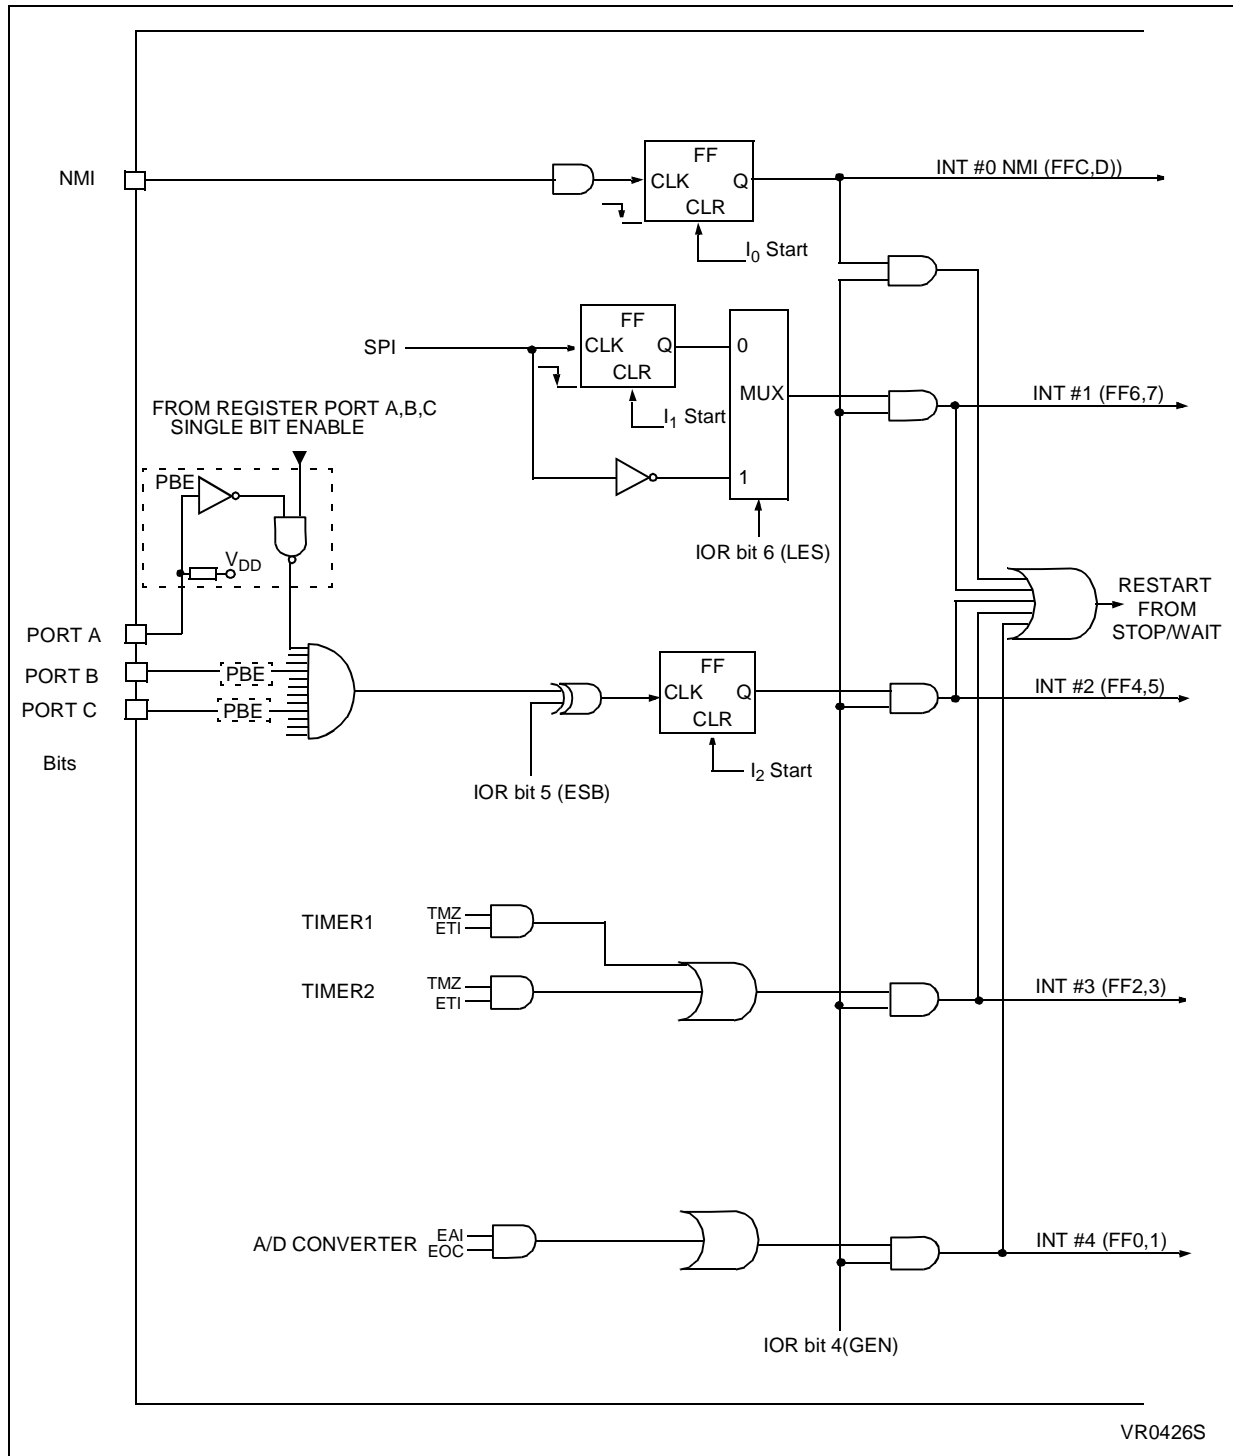 NMI
FF
CLK Q
CLR
I0 Start
INT #0 NMI (FFC,D))
SPI
FF
CLK Q
CLR
I1 Start
0
MUX
1
IOR bit 6 (LES)
INT #1 (FF6,7)
FROM REGISTER PORT A,B,C
SINGLE BIT ENABLE
PBE
VDD
PORT A
PORT B
PBE
PORT C
PBE
Bits
IOR bit 5 (ESB)
FF
CLK Q
CLR
I2 Start
INT #2 (FF4,5)
RESTART
FROM
STOP/WAIT
TIMER1
TMZ
ETI
TIMER2
TMZ
ETI
INT #3 (FF2,3)
A/D CONVERTER
EAI
EOC
INT #4 (FF0,1)
IOR bit 4(GEN)
VR0426S